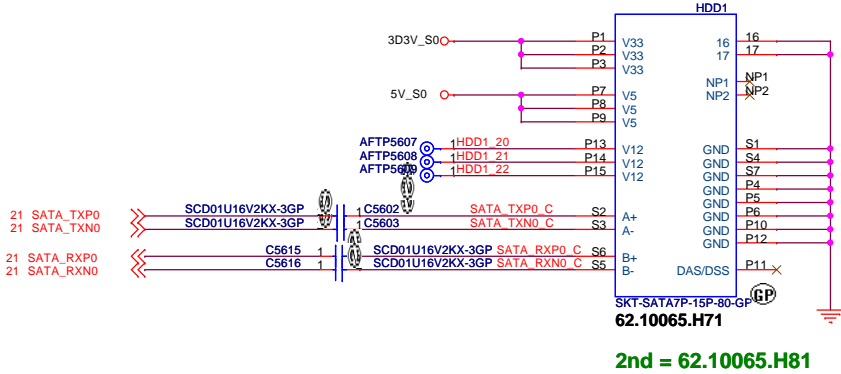 HDD1
3D3V_S0 P1 V33 16 16
P2 V33 17 17
P3 V33
NP1 NP1
5V_S0 P7 V5 NP2 NP2
P8 V5
P9 V5
AFTP5607 1 HDD1_20 P13 V12 GND S1
AFTP5608 1 HDD1_21 P14 V12 GND S4
AFTP5609 1 HDD1_22 P15 V12 GND S7
GND P4
GND P5
21 SATA_TXP0 SCD01U16V2KX-3GP 1 C5602 SATA_TXP0_C S2 A+ GND P6
21 SATA_TXN0 SCD01U16V2KX-3GP 1 C5603 SATA_TXN0_C S3 A- GND P10
GND P12
21 SATA_RXP0 C5615 1 SCD01U16V2KX-3GP SATA_RXP0_C S6 B+
21 SATA_RXN0 C5616 1 SCD01U16V2KX-3GP SATA_RXN0_C S5 B- DAS/DSS P11
SKT-SATA7P-15P-80-GP GP
62.10065.H71
2nd = 62.10065.H81